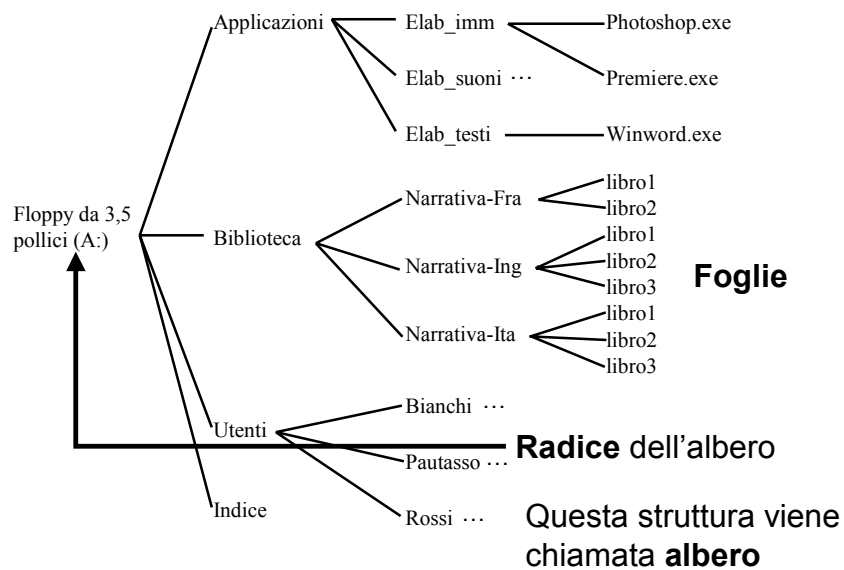 Applicazioni
Elab_imm
Photoshop.exe
Elab_suoni ...
Premiere.exe
Elab_testi
Winword.exe
Floppy da 3,5
pollici (A:)
Biblioteca
Narrativa-Fra
libro1
libro2
Narrativa-Ing
libro1
libro2
libro3
Narrativa-Ita
libro1
libro2
libro3
Foglie
Utenti
Bianchi ...
Pautasso ...
Rossi ...
Indice
Radice dell'albero
Questa struttura viene
chiamata albero